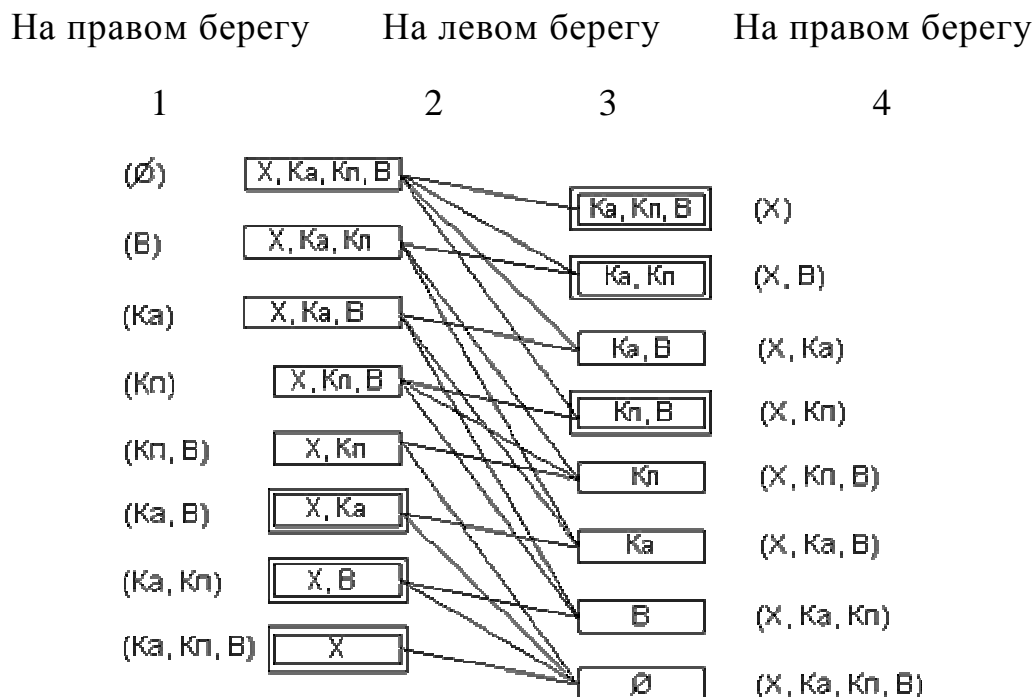 На правом берегу На левом берегу На правом берегу
1 2 3 4
(Ø) Х, Ка, Кп, В
Ка, Кп, В (Х)
(В) Х, Ка, Кп
Ка, Кп (Х, В)
(Ка) Х, Ка, В
Ка, В (Х, Ка)
(Кп) Х, Кп, В
Кп, В (Х, Кп)
(Кп, В) Х, Кп
Кп (Х, Кп, В)
(Ка, В) Х, Ка
Ка (Х, Ка, В)
(Ка, Кп) Х, В
В (Х, Ка, Кп)
(Ка, Кп, В) Х
Ø (Х, Ка, Кп, В)